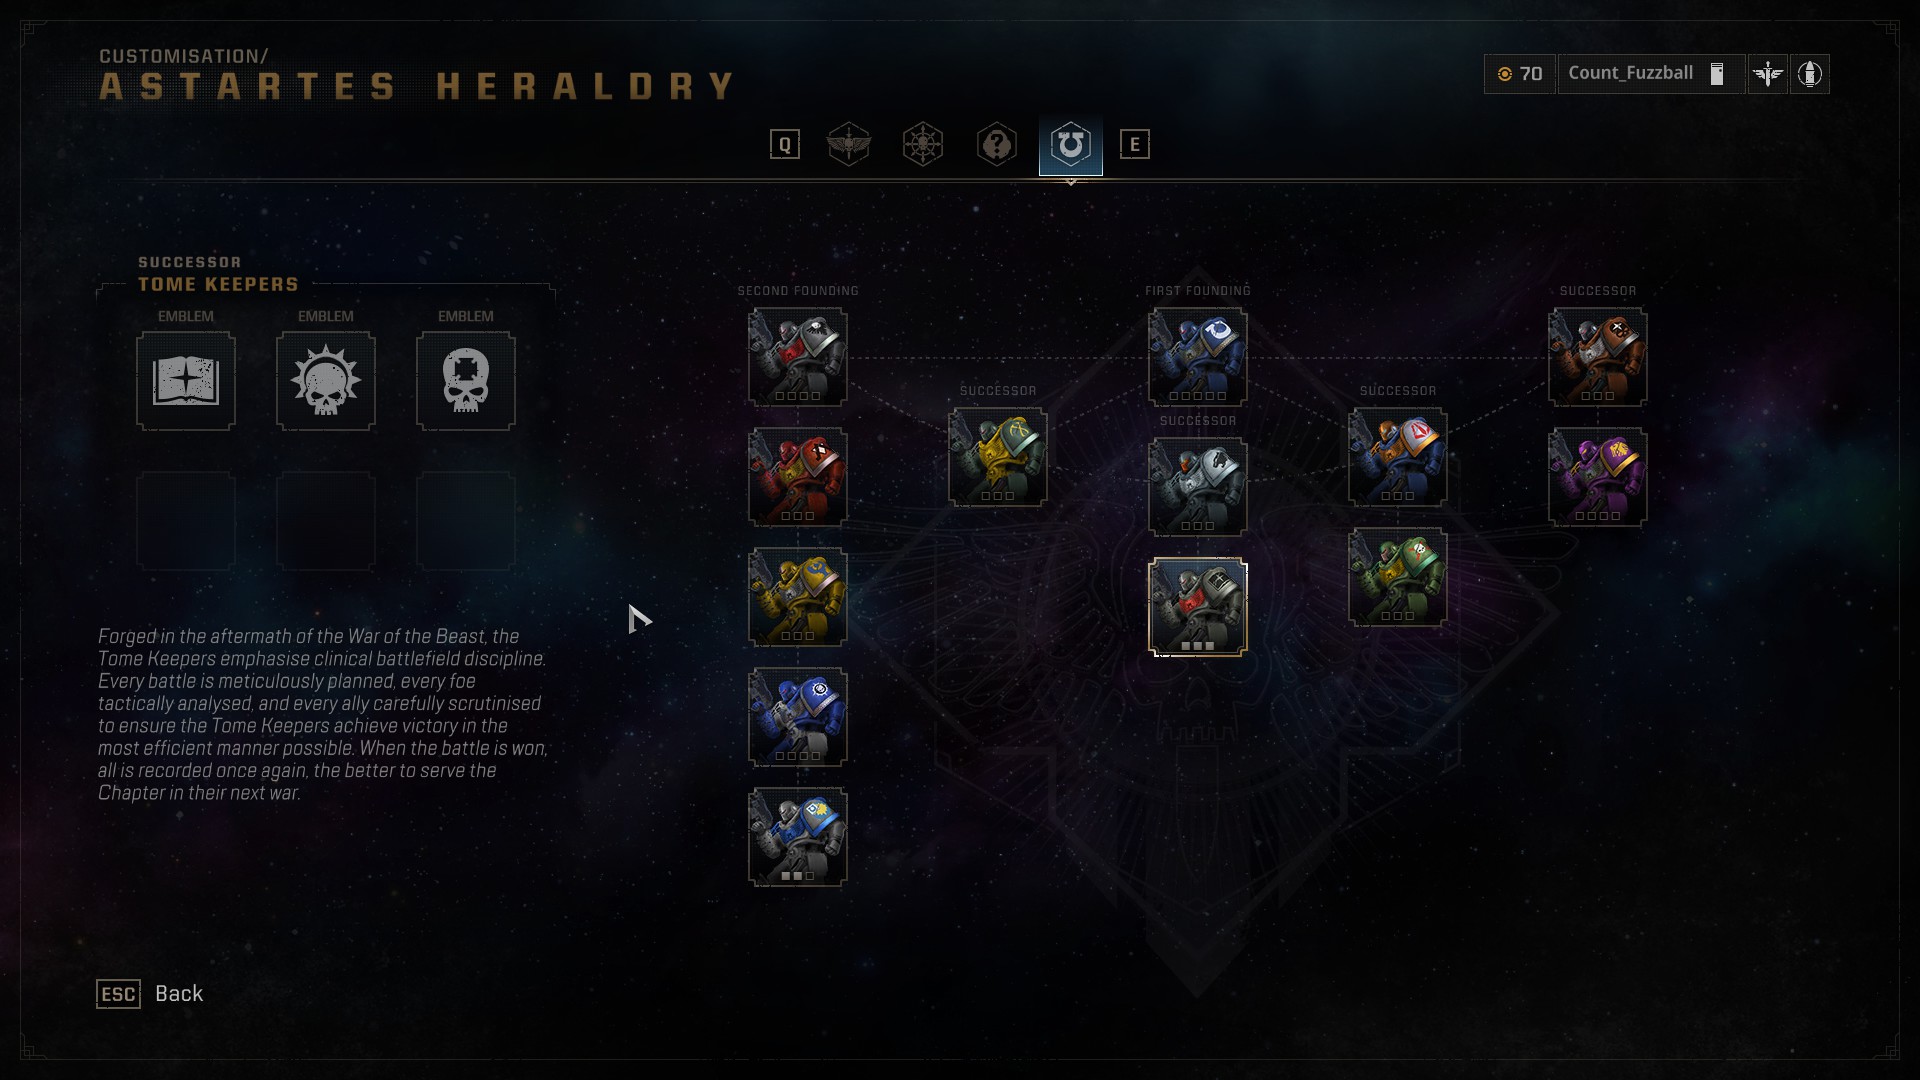 CUSTOMISATION/
ASTARTES HERALDRY
70
Count_Fuzzball
Q
E
SUCCESSOR
TOME KEEPERS
EMBLEM
EMBLEM
EMBLEM
SECOND FOUNDING
FIRST FOUNDING
SUCCESSOR
SUCCESSOR
SUCCESSOR
SUCCESSOR
Forged in the aftermath of the War of the Beast, the
Tome Keepers emphasise clinical battlefield discipline.
Every battle is meticulously planned, every foe
tactically analysed, and every ally carefully scrutinised
to ensure the Tome Keepers achieve victory in the
most efficient manner possible. When the battle is won,
all is recorded once again, the better to serve the
Chapter in their next war.
ESC Back